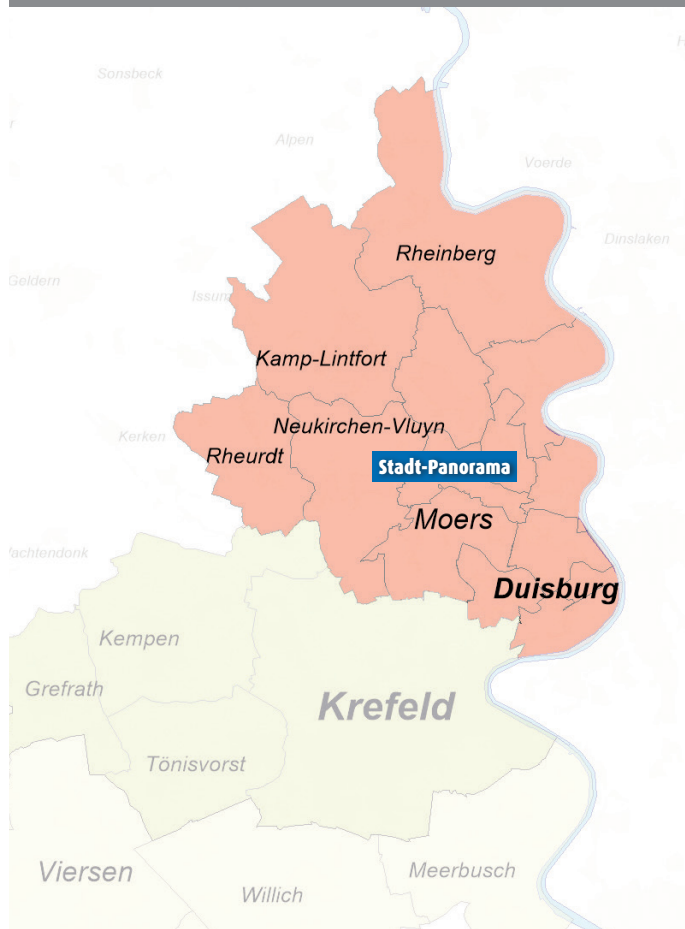 Sonsbeck
Alpen
Voerde
Rheinberg
Dinslaken
Geldern
Issum
Kamp-Lintfort
Neukirchen-Vluyn
Kerken
Rheurdt
Stadt-Panorama
Moers
Duisburg
Kempen
Grefrath
Krefeld
Tönisvorst
Viersen
Meerbusch
Willich